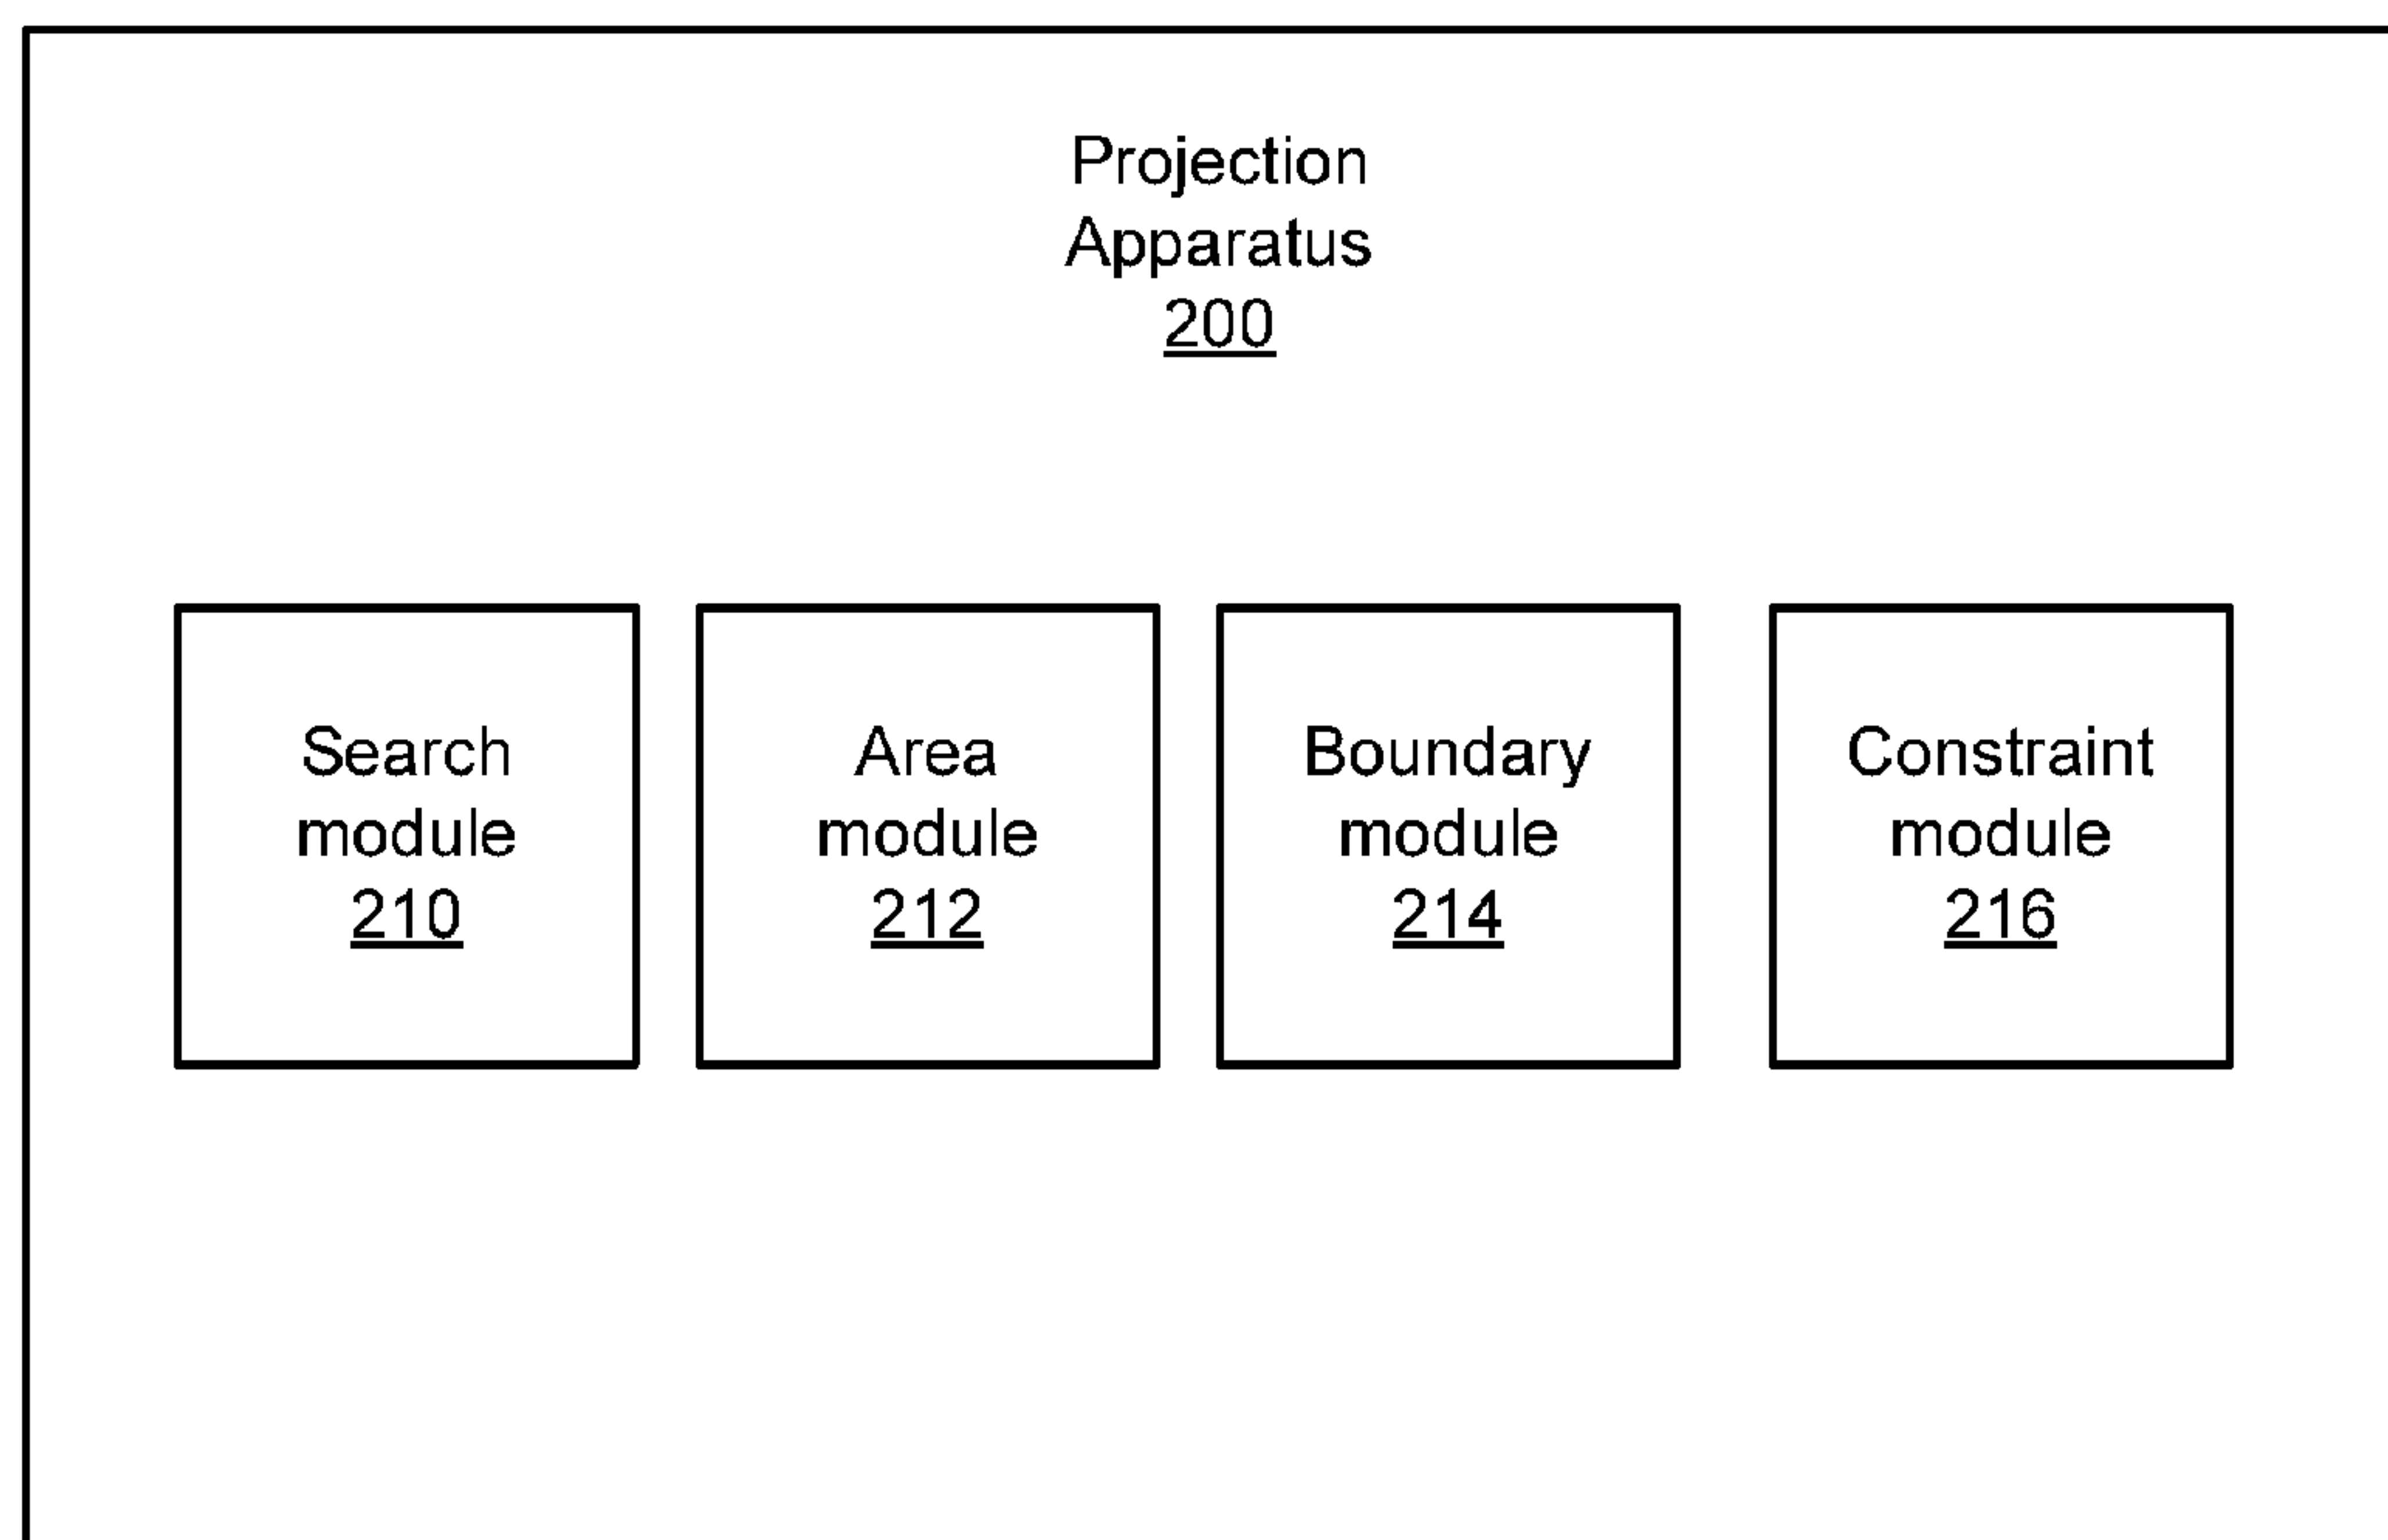 Projection
Apparatus
200
Search
module
210
Area
module
212
Boundary
module
214
Constraint
module
216